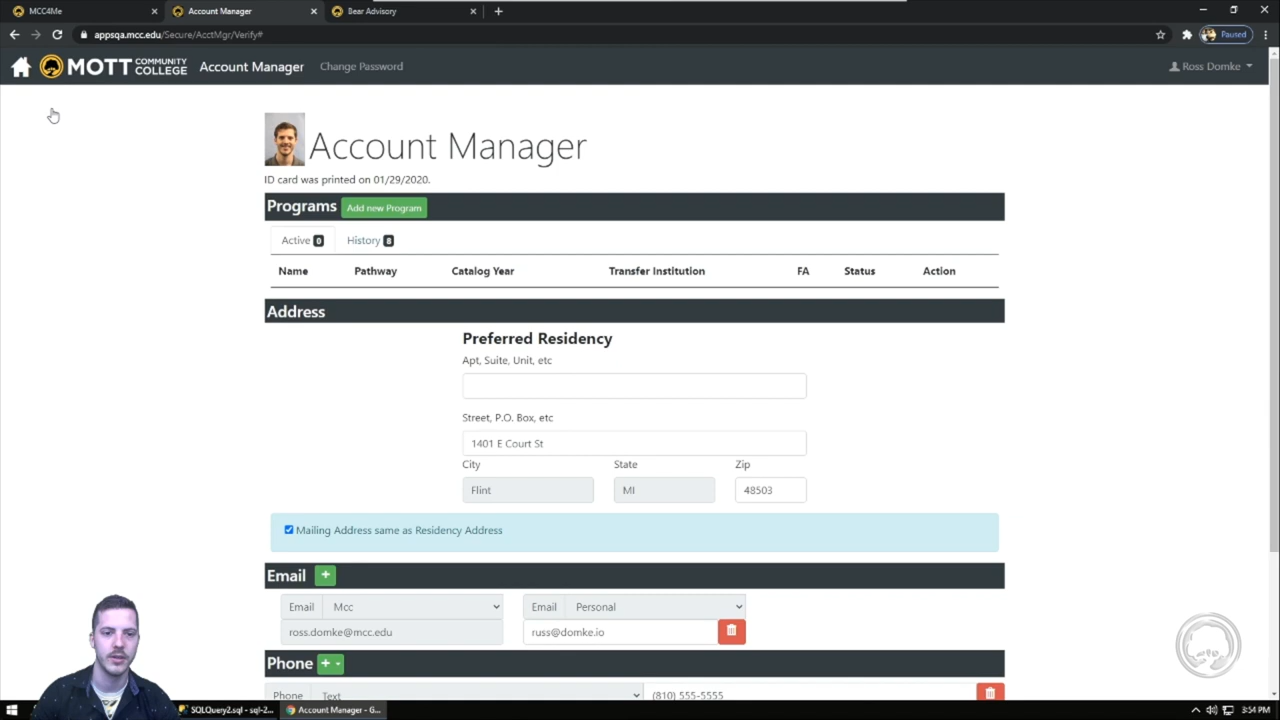 MCC4Me
Account Manager
Bear Advisory
appsqa.mcc.edu/Secure/AcctMgr/Verify#
Paused
MOTT COMMUNITY COLLEGE
Account Manager
Change Password
Ross Domke
Account Manager
ID card was printed on 01/29/2020.
Programs Add new Program
Active 0 History 8
Name Pathway Catalog Year Transfer Institution FA Status Action
Address
Preferred Residency
Apt, Suite, Unit, etc
Street, P.O. Box, etc
1401 E Court St
City State Zip
Flint MI 48503
Mailing Address same as Residency Address
Email +
Email Mcc Email Personal
ross.domke@mcc.edu russ@domke.io
Phone +
Phone Text (810) 555-5555
SQLQuery2.sql - sql-2... Account Manager - G... 3:54 PM